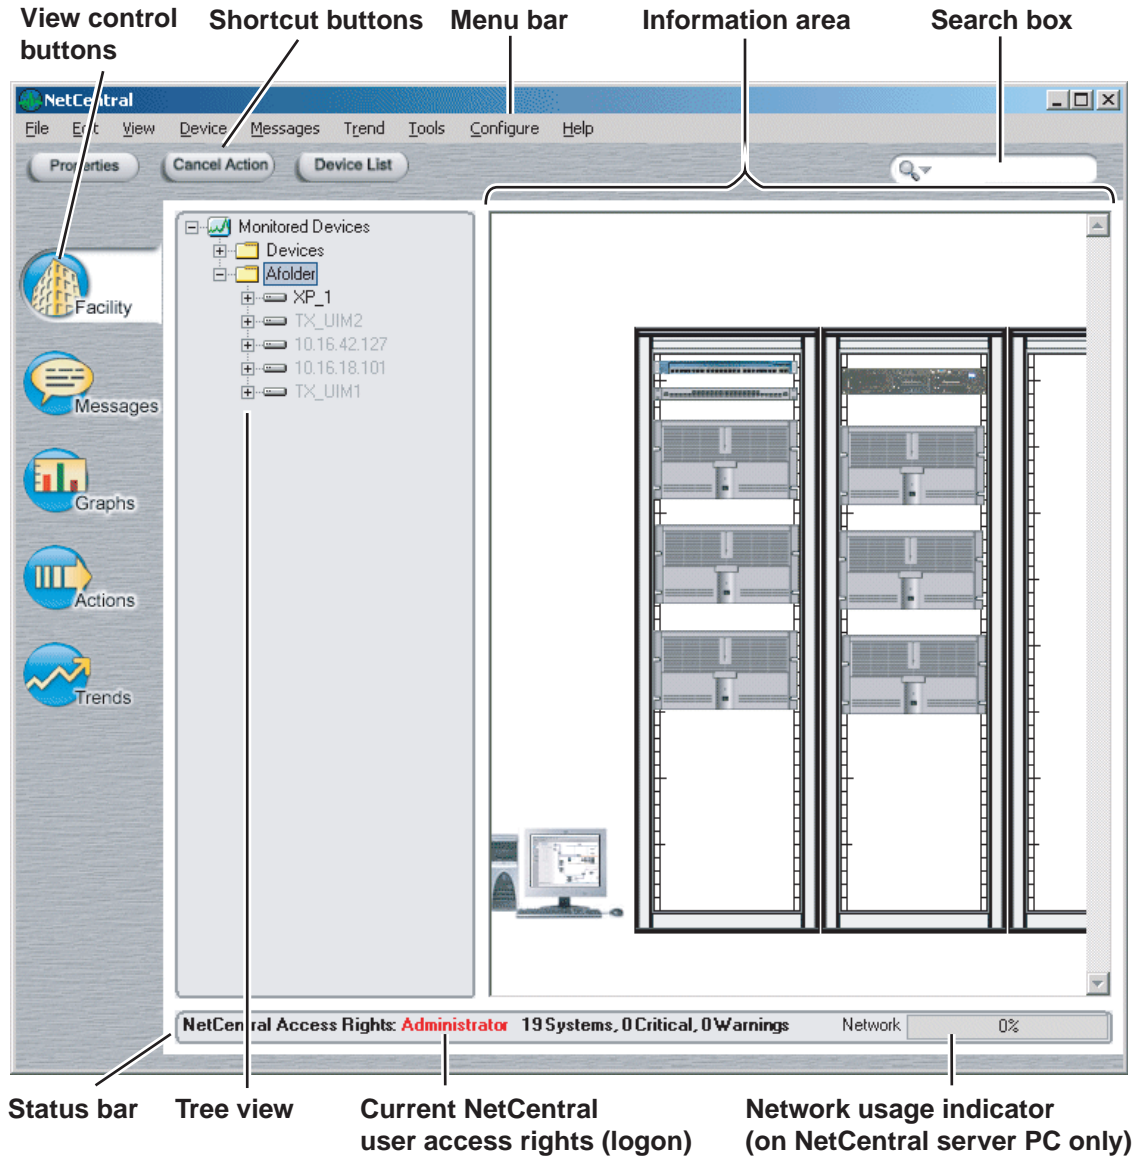 View control
buttons
Shortcut buttons
Menu bar
Information area
Search box
NetCentral
File Edit View Device Messages Trend Tools Configure Help
Properties
Cancel Action
Device List
Monitored Devices
Devices
Afolder
XP_1
TX_UIM2
10.16.42.127
10.16.18.101
TX_UIM1
Facility
Messages
Graphs
Actions
Trends
NetCentral Access Rights: Administrator 19 Systems, 0 Critical, 0 Warnings Network 0%
Status bar
Tree view
Current NetCentral
user access rights (logon)
Network usage indicator
(on NetCentral server PC only)